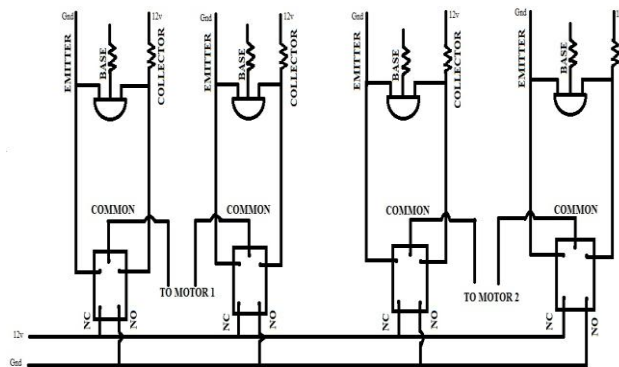 Gnd 12v Gnd 12v Gnd 12v Gnd
EMITTER BASE COLLECTOR EMITTER BASE COLLECTOR EMITTER BASE COLLECTOR EMITTER BASE
COMMON COMMON COMMON COMMON
TO MOTOR 1 TO MOTOR 2
NC NO NC NO NC NO NC NO
12v
Gnd